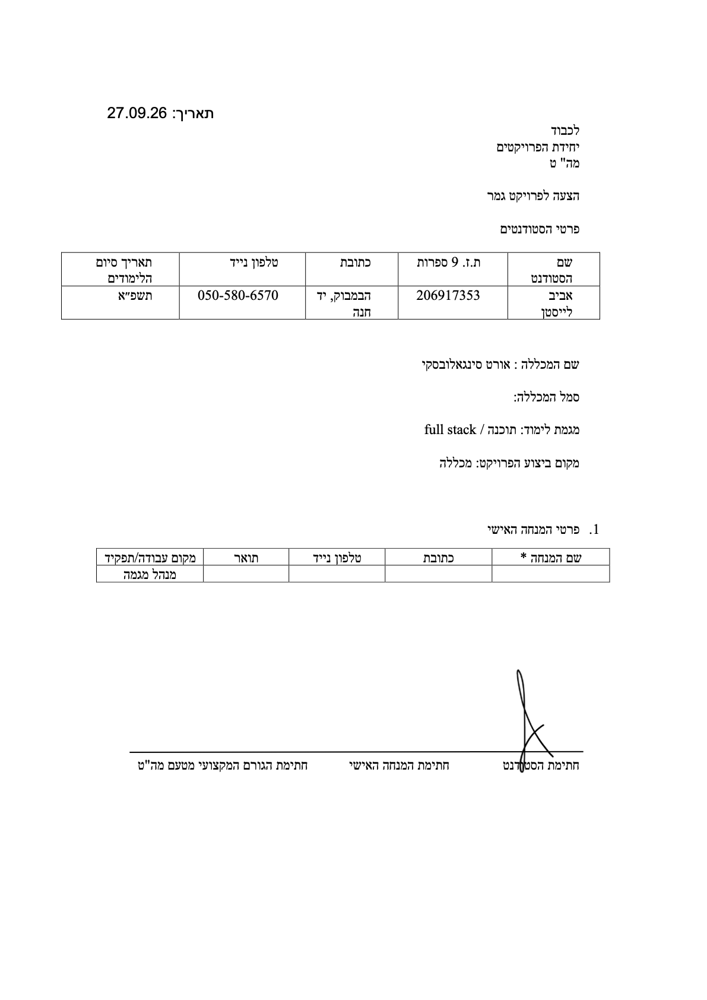 תאריך: 27.09.26
לכבוד
יחידת הפרויקטים
מה" ט
הצעה לפרויקט גמר
פרטי הסטודנטים
שם הסטודנט ת.ז. 9 ספרות כתובת טלפון נייד תאריך סיום הלימודים
אביב לייסטן 206917353 הבמבוק, יד חנה 050-580-6570 תשפ״א
שם המכללה : אורט סינגאלובסקי
סמל המכללה:
מגמת לימוד: תוכנה / full stack
מקום ביצוע הפרויקט: מכללה
1. פרטי המנחה האישי
שם המנחה * כתובת טלפון נייד תואר מקום עבודה/תפקיד
מנהל מגמה
חתימת הסטודנט חתימת המנחה האישי חתימת הגורם המקצועי מטעם מה"ט